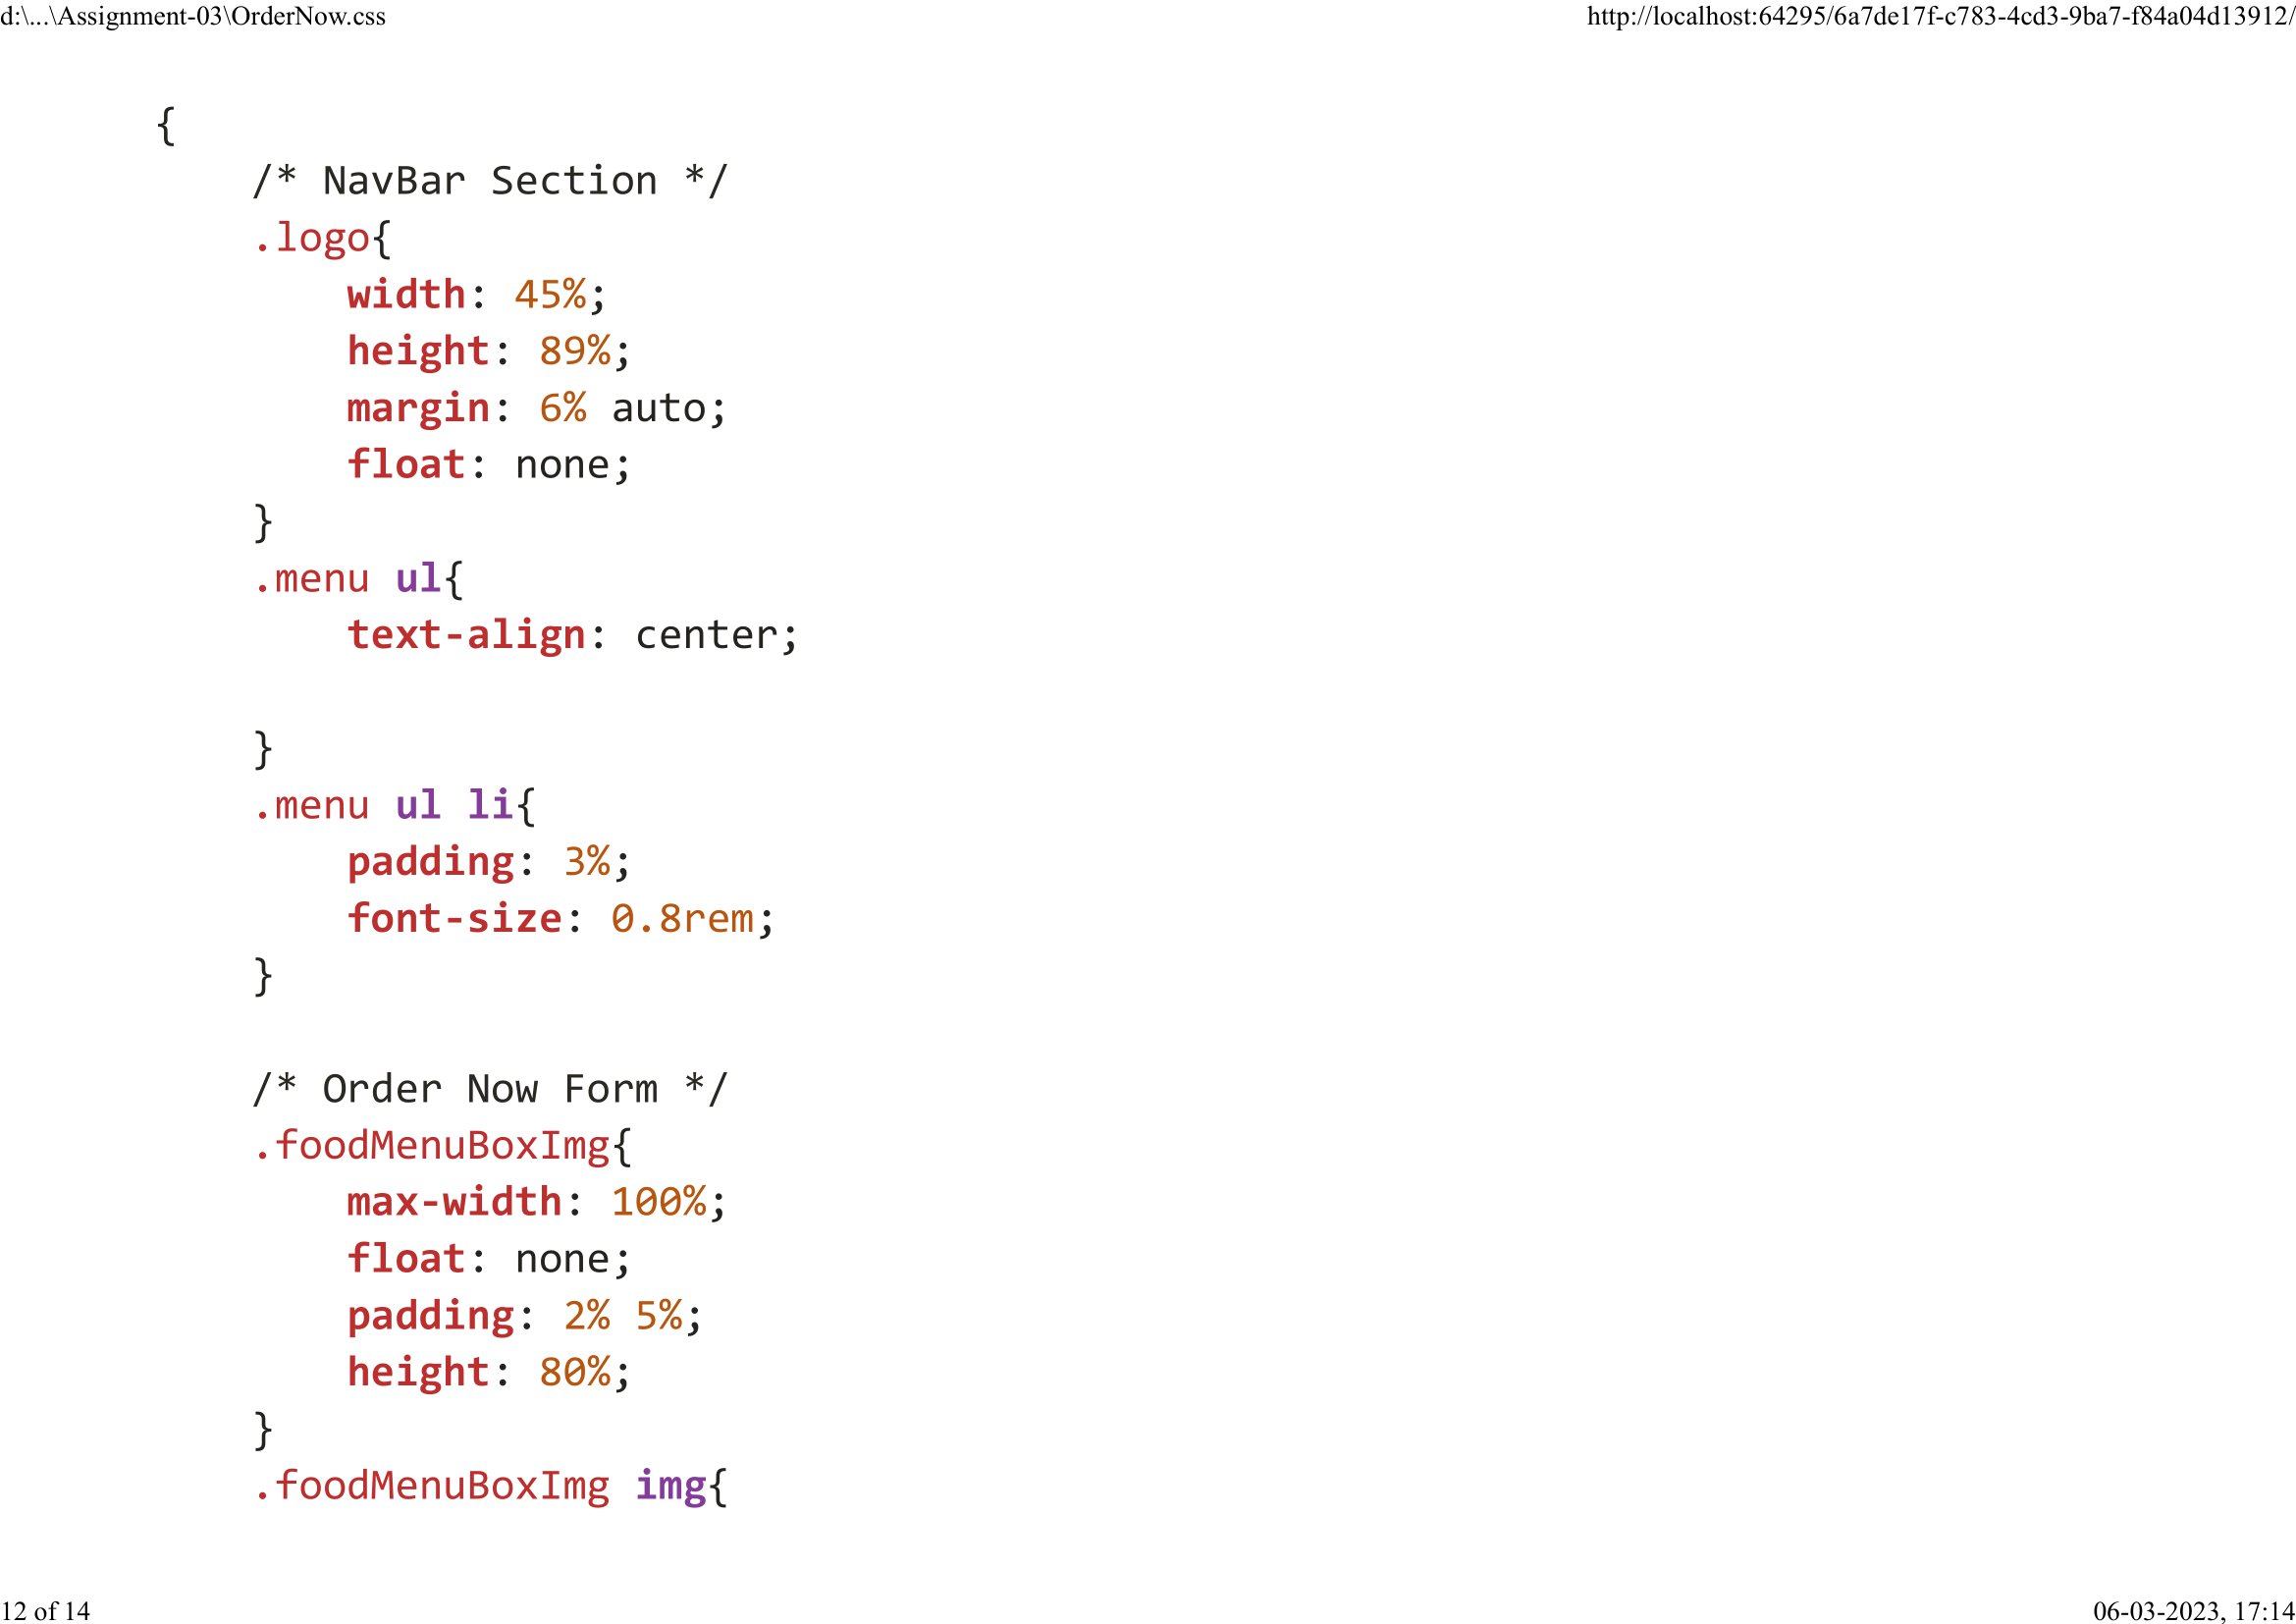 d:\...\Assignment-03\OrderNow.css http://localhost:64295/6a7de17f-c783-4cd3-9ba7-f84a04d13912/
{
    /* NavBar Section */
    .logo{
        width: 45%;
        height: 89%;
        margin: 6% auto;
        float: none;
    }
    .menu ul{
        text-align: center;

    }
    .menu ul li{
        padding: 3%;
        font-size: 0.8rem;
    }

    /* Order Now Form */
    .foodMenuBoxImg{
        max-width: 100%;
        float: none;
        padding: 2% 5%;
        height: 80%;
    }
    .foodMenuBoxImg img{
12 of 14 06-03-2023, 17:14